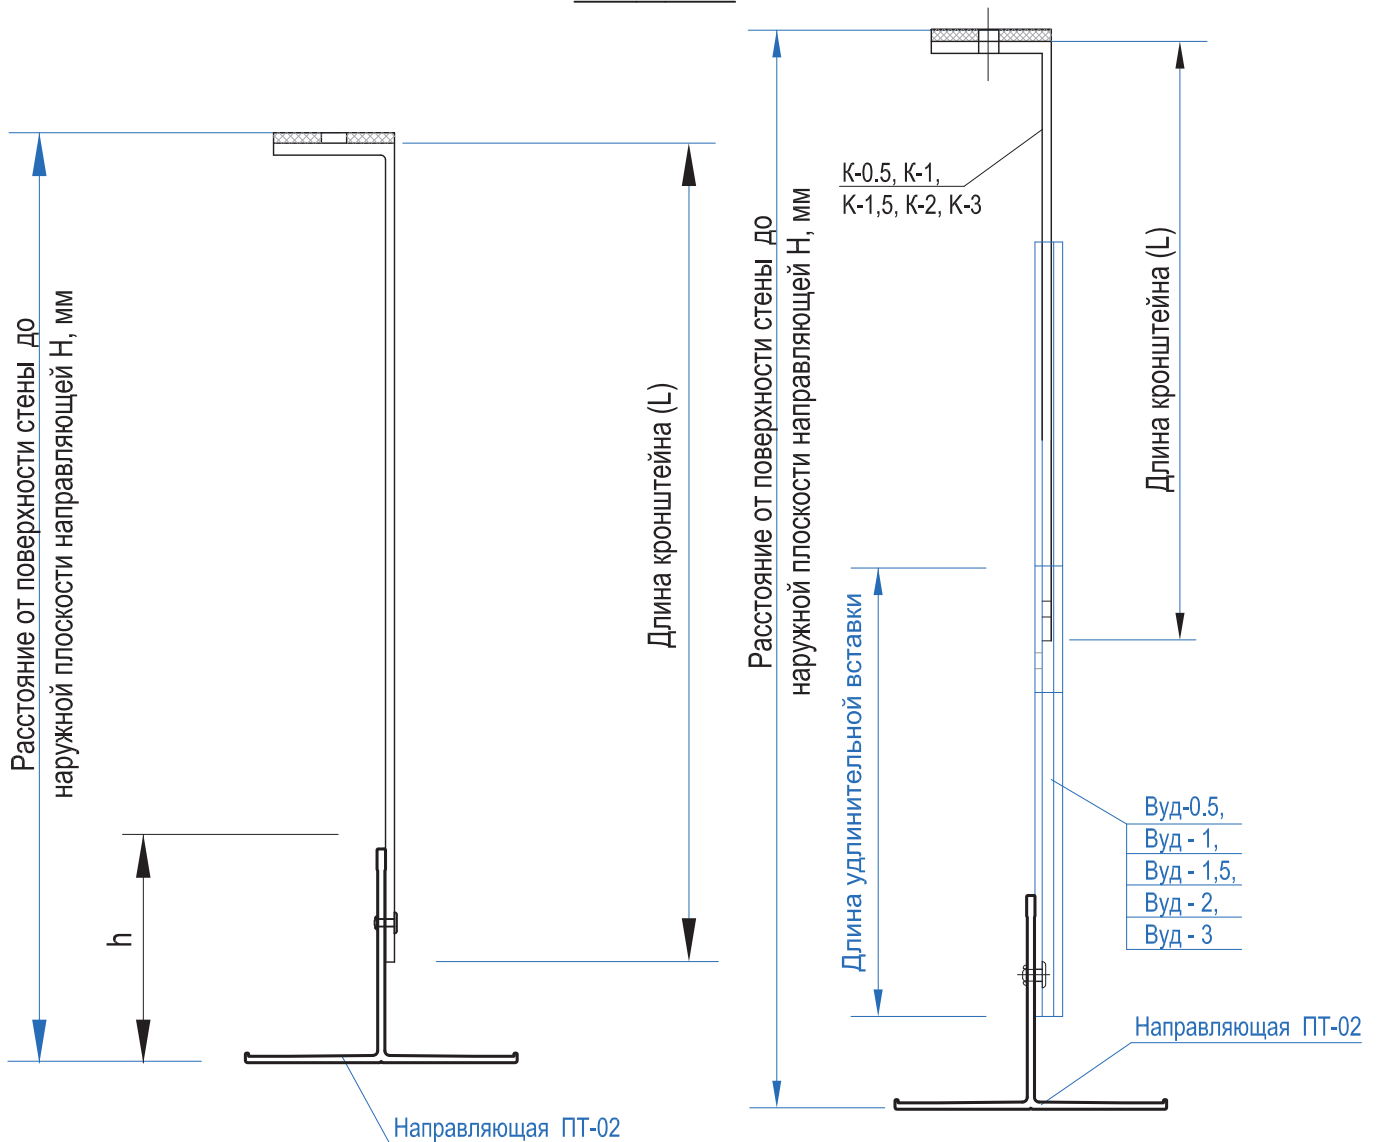 Расстояние от поверхности стены до
наружной плоскости направляющей Н, мм
h
Длина кронштейна (L)
Направляющая ПТ-02
Расстояние от поверхности стены до
наружной плоскости направляющей Н, мм
К-0.5, К-1,
К-1,5, К-2, К-3
Длина кронштейна (L)
Длина удлинительной вставки
Вуд-0.5,
Вуд - 1,
Вуд - 1,5,
Вуд - 2,
Вуд - 3
Направляющая ПТ-02